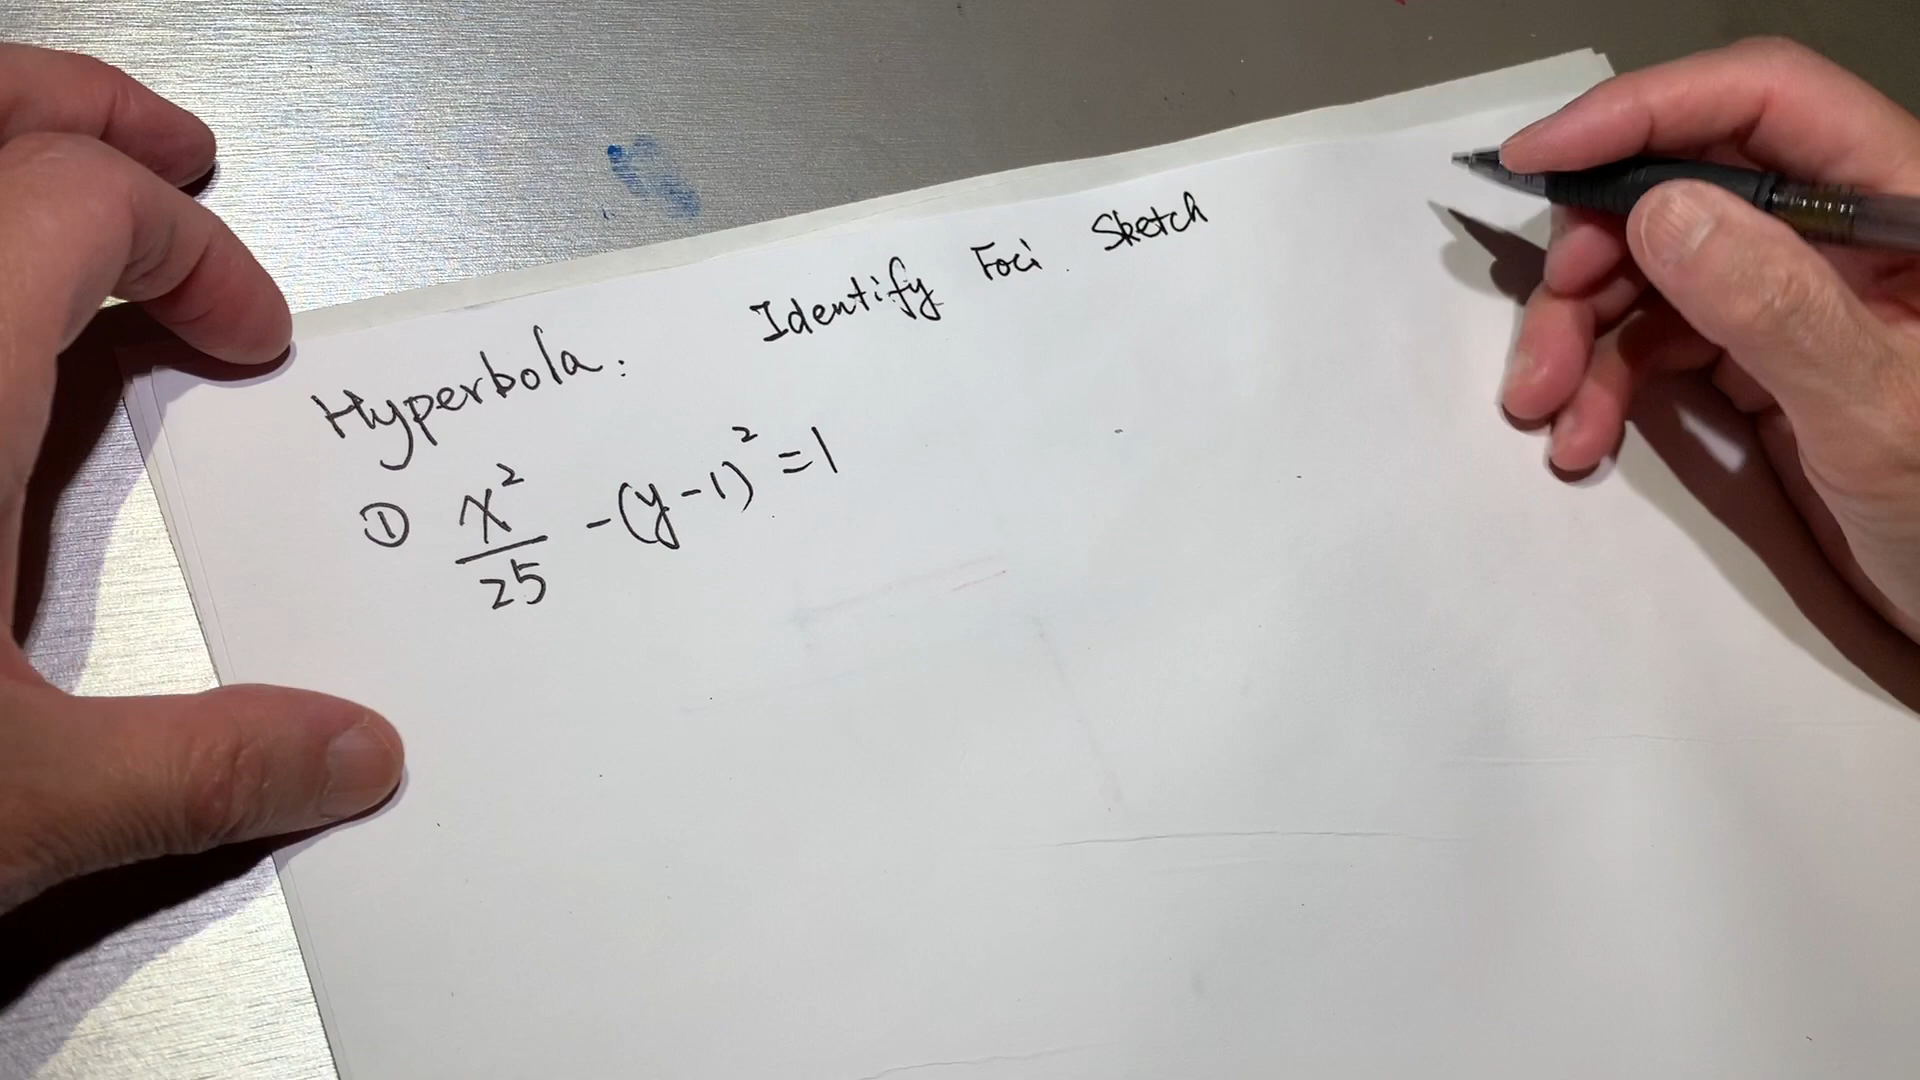 Hyperbola: Identify Foci. Sketch
① x²/25 - (y-1)² = 1